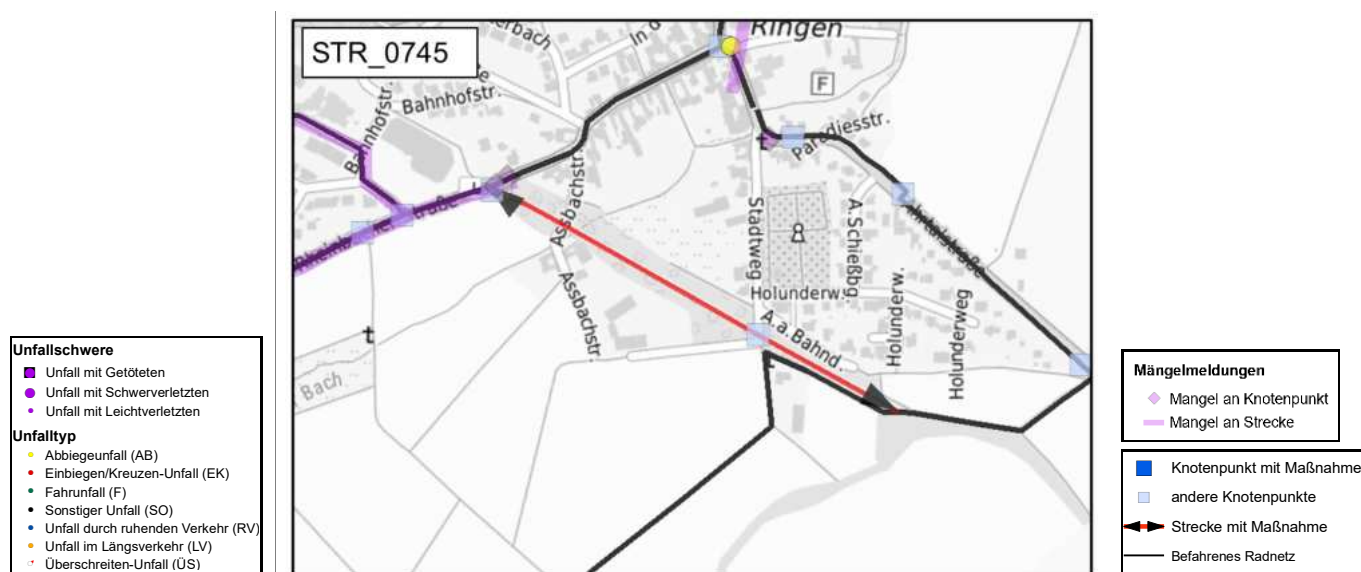 STR_0745
Ringen
In d
Bahnhofstr.
Bahnhofstr.
F
Paradiesstr.
Assbachstr.
Assbachstr.
Stadtweg
A.Schießbg.
Holunderw.
Holunderw.
Holunderweg
A.a.Bahnd.
Bach
Unfallschwere
Unfall mit Getöteten
Unfall mit Schwerverletzten
Unfall mit Leichtverletzten
Unfalltyp
Abbiegeunfall (AB)
Einbiegen/Kreuzen-Unfall (EK)
Fahrunfall (F)
Sonstiger Unfall (SO)
Unfall durch ruhenden Verkehr (RV)
Unfall im Längsverkehr (LV)
Überschreiten-Unfall (ÜS)
Mängelmeldungen
Mangel an Knotenpunkt
Mangel an Strecke
Knotenpunkt mit Maßnahme
andere Knotenpunkte
Strecke mit Maßnahme
Befahrenes Radnetz